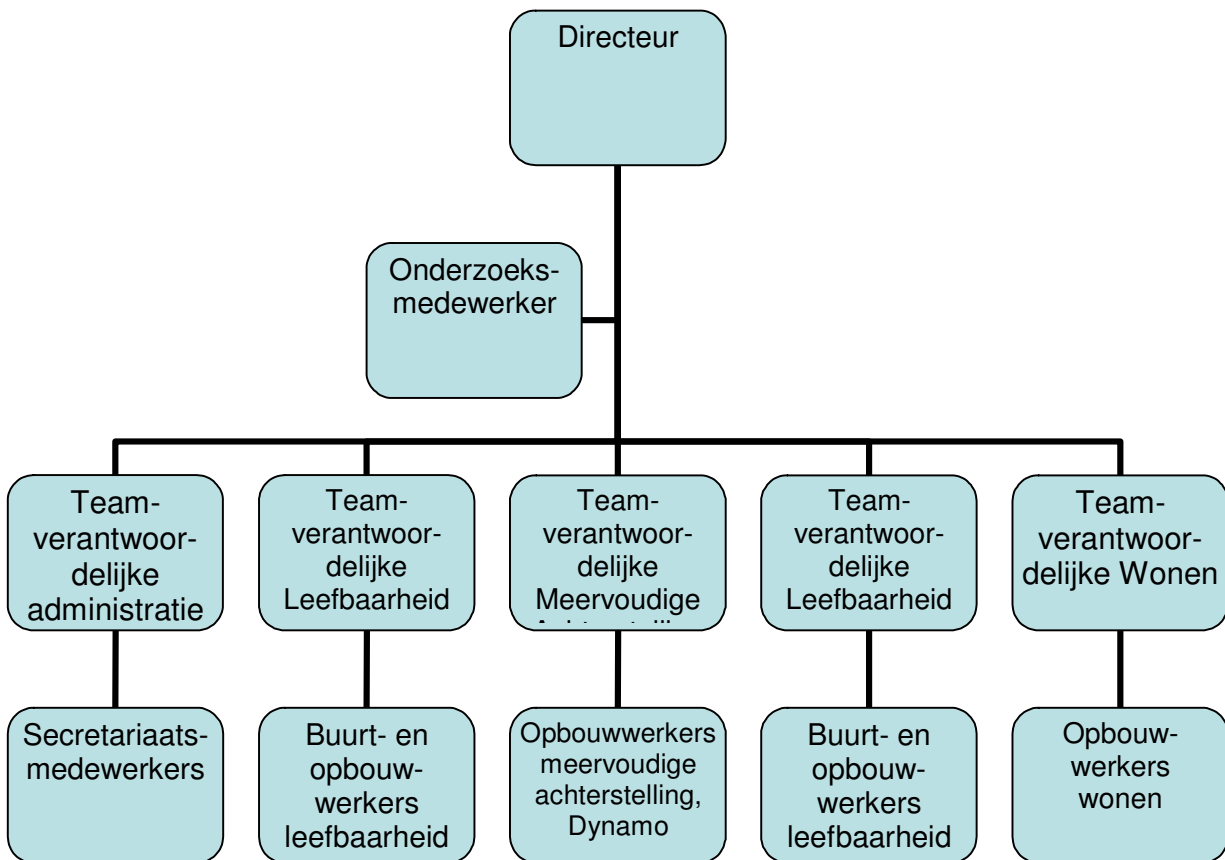 Directeur
Onderzoeks-
medewerker
Team-
verantwoor-
delijke
administratie
Team-
verantwoor-
delijke
Leefbaarheid
Team-
verantwoor-
delijke
Meervoudige
Team-
verantwoor-
delijke
Leefbaarheid
Team-
verantwoor-
delijke Wonen
Secretariaats-
medewerkers
Buurt- en
opbouw-
werkers
leefbaarheid
Opbouwwerkers
meervoudige
achterstelling,
Dynamo
Buurt- en
opbouw-
werkers
leefbaarheid
Opbouw-
werkers
wonen